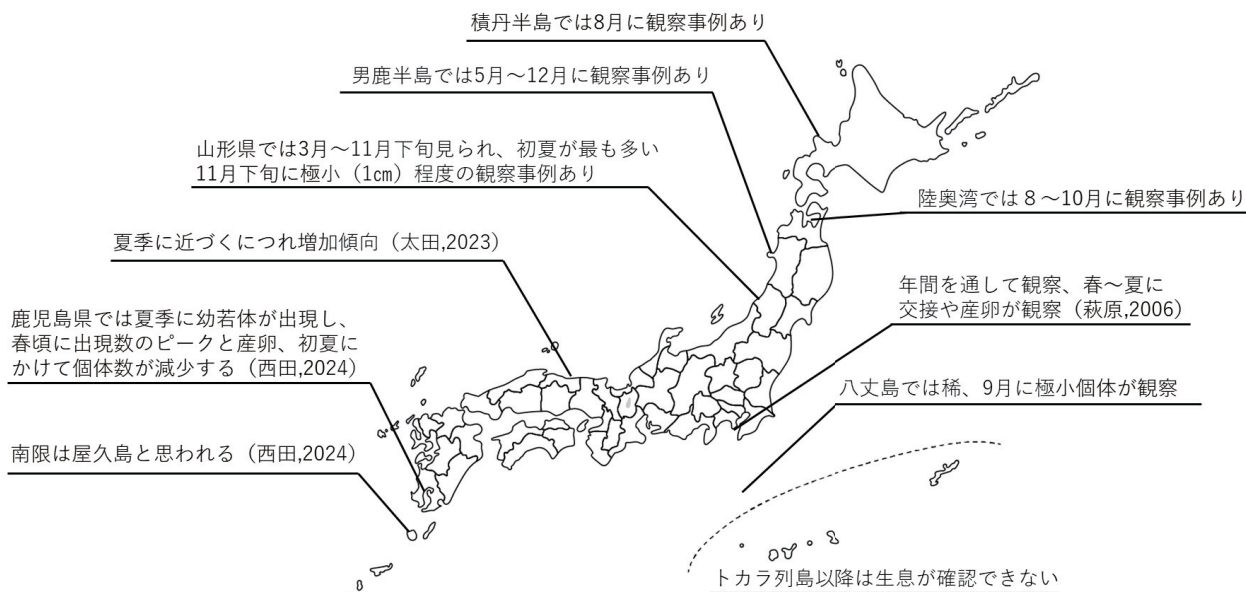 積丹半島では8月に観察事例あり
男鹿半島では5月～12月に観察事例あり
山形県では3月～11月下旬見られ、初夏が最も多い
11月下旬に極小（1㎝）程度の観察事例あり
陸奥湾では８～10月に観察事例あり
夏季に近づくにつれ増加傾向（太田,2023）
年間を通して観察、春～夏に
交接や産卵が観察（萩原,2006）
鹿児島県では夏季に幼若体が出現し、
春頃に出現数のピークと産卵、初夏に
かけて個体数が減少する（西田,2024）
八丈島では稀、9月に極小個体が観察
南限は屋久島と思われる（西田,2024）
トカラ列島以降は生息が確認できない